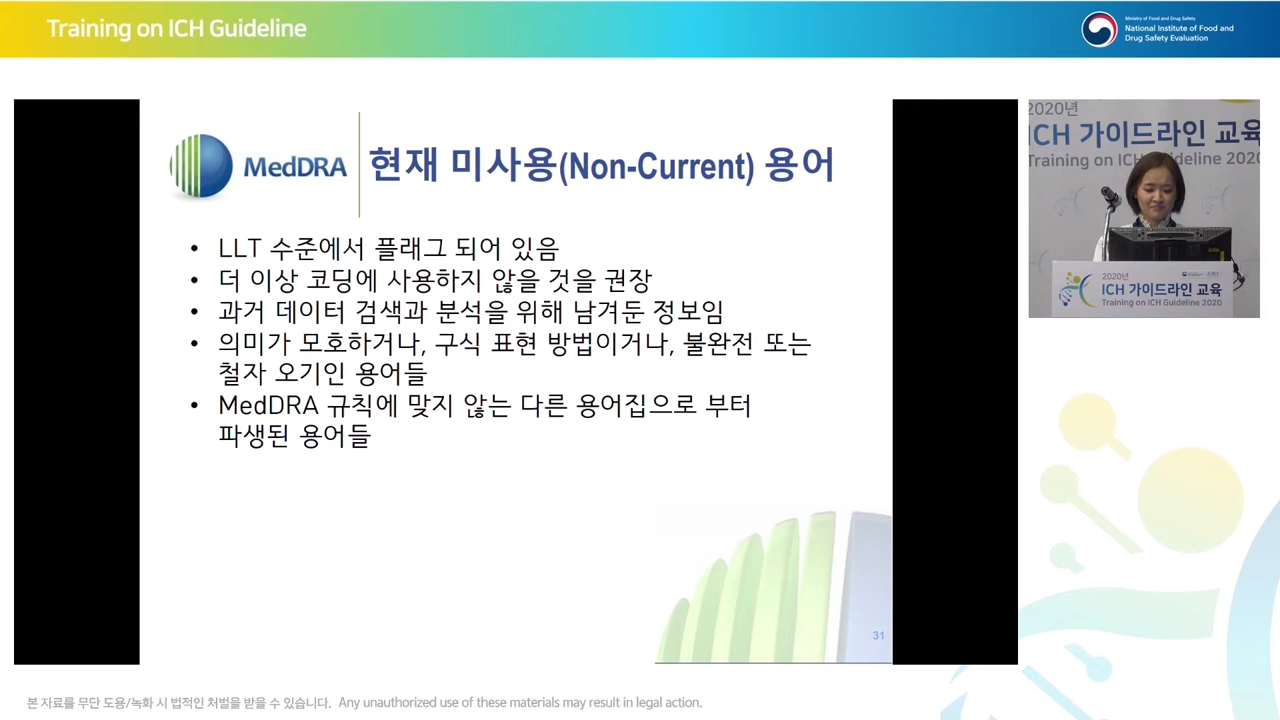 Training on ICH Guideline
Ministry of Food and Drug Safety
National Institute of Food and
Drug Safety Evaluation
MedDRA
현재 미사용(Non-Current) 용어
• LLT 수준에서 플래그 되어 있음
• 더 이상 코딩에 사용하지 않을 것을 권장
• 과거 데이터 검색과 분석을 위해 남겨둔 정보임
• 의미가 모호하거나, 구식 표현 방법이거나, 불완전 또는
철자 오기인 용어들
• MedDRA 규칙에 맞지 않는 다른 용어집으로 부터
파생된 용어들
31
2020년
ICH 가이드라인 교육
Training on ICH Guideline 2020
2020년
ICH 가이드라인 교육
Training on ICH Guideline 2020
본 자료를 무단 도용/녹화 시 법적인 처벌을 받을 수 있습니다. Any unauthorized use of these materials may result in legal action.